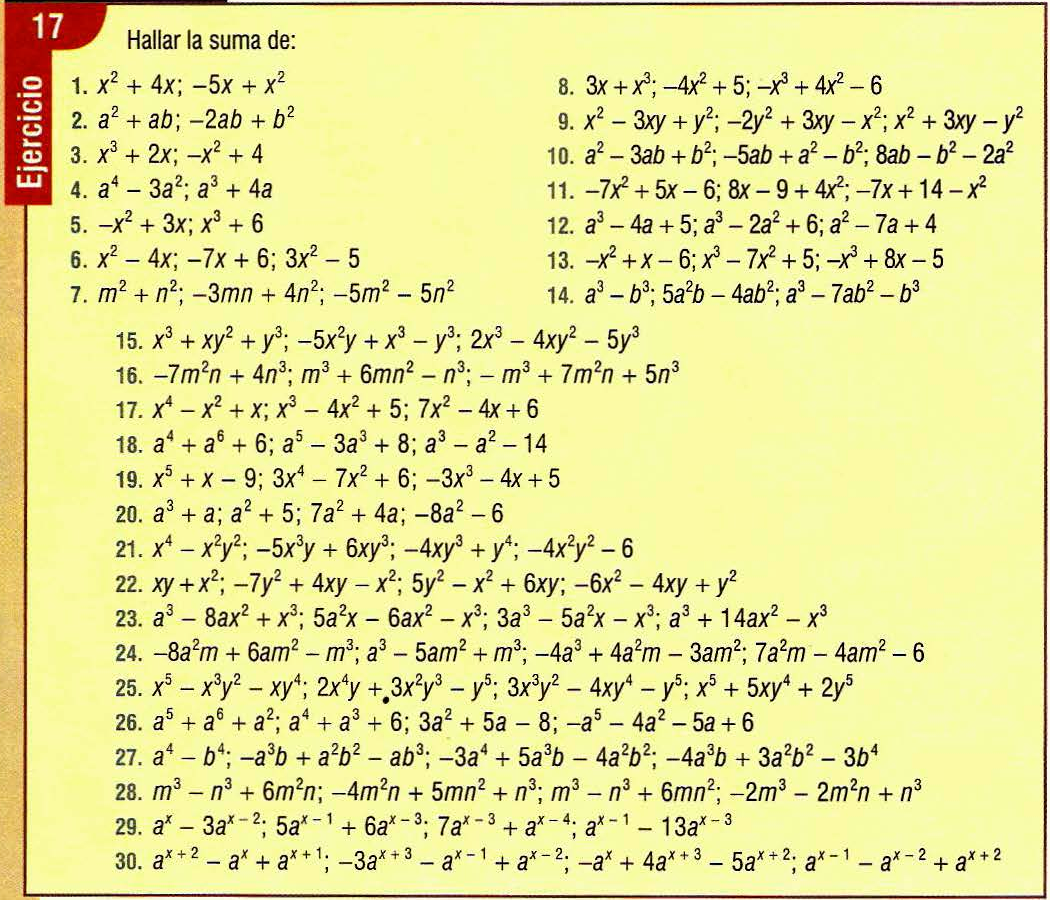 17
Ejercicio
Hallar la suma de:
1. x² + 4x; −5x + x²
2. a² + ab; −2ab + b²
3. x³ + 2x; −x² + 4
4. a⁴ − 3a²; a³ + 4a
5. −x² + 3x; x³ + 6
6. x² − 4x; −7x + 6; 3x² − 5
7. m² + n²; −3mn + 4n²; −5m² − 5n²
8. 3x + x³; −4x² + 5; −x³ + 4x² − 6
9. x² − 3xy + y²; −2y² + 3xy − x²; x² + 3xy − y²
10. a² − 3ab + b²; −5ab + a² − b²; 8ab − b² − 2a²
11. −7x² + 5x − 6; 8x − 9 + 4x²; −7x + 14 − x²
12. a³ − 4a + 5; a³ − 2a² + 6; a² − 7a + 4
13. −x² + x − 6; x³ − 7x² + 5; −x³ + 8x − 5
14. a³ − b³; 5a²b − 4ab²; a³ − 7ab² − b³
15. x³ + xy² + y³; −5x²y + x³ − y³; 2x³ − 4xy² − 5y³
16. −7m²n + 4n³; m³ + 6mn² − n³; − m³ + 7m²n + 5n³
17. x⁴ − x² + x; x³ − 4x² + 5; 7x² − 4x + 6
18. a⁴ + a⁶ + 6; a⁵ − 3a³ + 8; a³ − a² − 14
19. x⁵ + x − 9; 3x⁴ − 7x² + 6; −3x³ − 4x + 5
20. a³ + a; a² + 5; 7a² + 4a; −8a² − 6
21. x⁴ − x²y²; −5x³y + 6xy³; −4xy³ + y⁴; −4x²y² − 6
22. xy + x²; −7y² + 4xy − x²; 5y² − x² + 6xy; −6x² − 4xy + y²
23. a³ − 8ax² + x³; 5a²x − 6ax² − x³; 3a³ − 5a²x − x³; a³ + 14ax² − x³
24. −8a²m + 6am² − m³; a³ − 5am² + m³; −4a³ + 4a²m − 3am²; 7a²m − 4am² − 6
25. x⁵ − x³y² − xy⁴; 2x⁴y + 3x²y³ − y⁵; 3x³y² − 4xy⁴ − y⁵; x⁵ + 5xy⁴ + 2y⁵
26. a⁵ + a⁶ + a²; a⁴ + a³ + 6; 3a² + 5a − 8; −a⁵ − 4a² − 5a + 6
27. a⁴ − b⁴; −a³b + a²b² − ab³; −3a⁴ + 5a³b − 4a²b²; −4a³b + 3a²b² − 3b⁴
28. m³ − n³ + 6m²n; −4m²n + 5mn² + n³; m³ − n³ + 6mn²; −2m³ − 2m²n + n³
29. aˣ − 3aˣ⁻²; 5aˣ⁻¹ + 6aˣ⁻³; 7aˣ⁻³ + aˣ⁻⁴; aˣ⁻¹ − 13aˣ⁻³
30. aˣ⁺² − aˣ + aˣ⁺¹; −3aˣ⁺³ − aˣ⁻¹ + aˣ⁻²; −aˣ + 4aˣ⁺³ − 5aˣ⁺²; aˣ⁻¹ − aˣ⁻² + aˣ⁺²